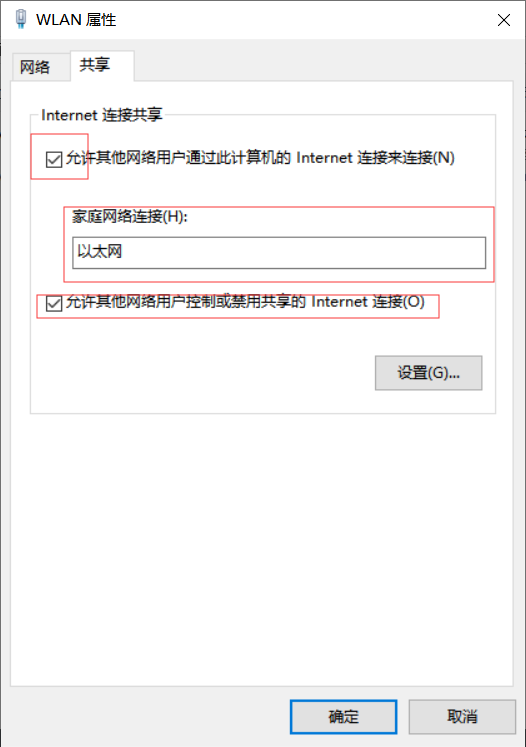 WLAN 属性
网络
共享
Internet 连接共享
允许其他网络用户通过此计算机的 Internet 连接来连接(N)
家庭网络连接(H):
以太网
允许其他网络用户控制或禁用共享的 Internet 连接(O)
设置(G)...
确定
取消